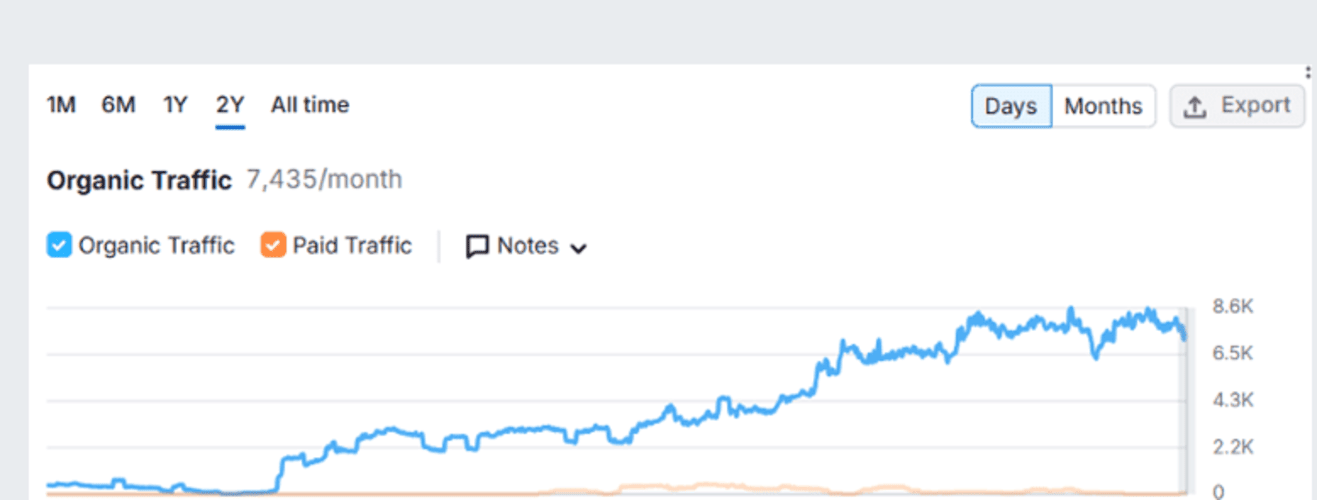 1M 6M 1Y 2Y All time Days Months Export
Organic Traffic 7,435/month
Organic Traffic Paid Traffic Notes
8.6K
6.5K
4.3K
2.2K
0